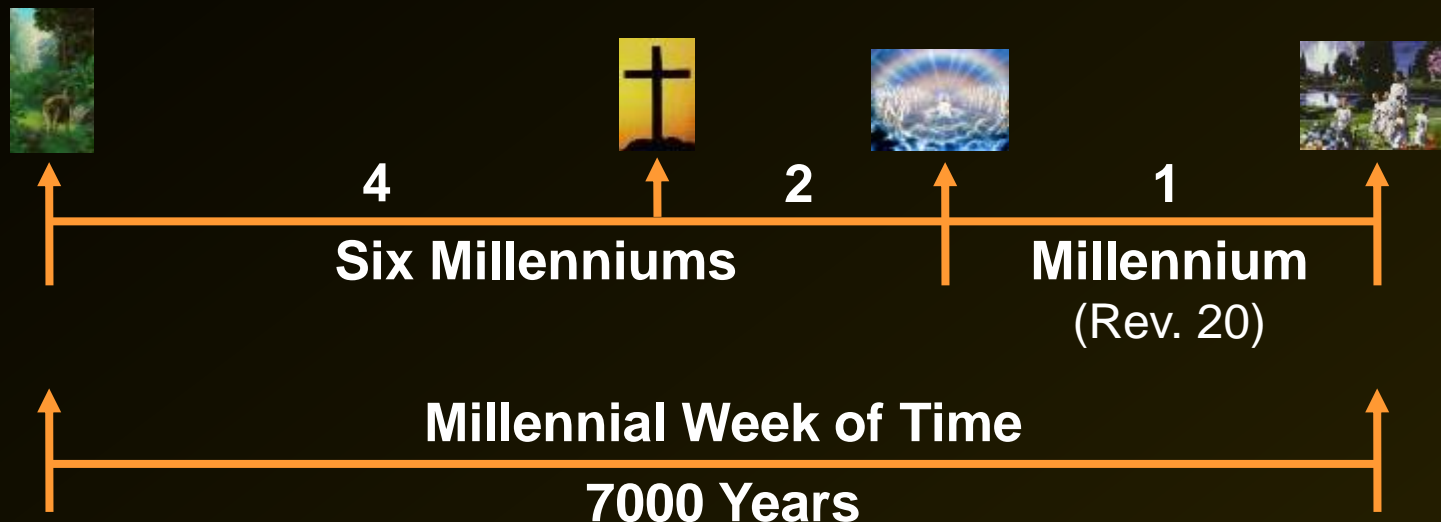 4 2 1
Six Millenniums Millennium
(Rev. 20)
Millennial Week of Time
7000 Years